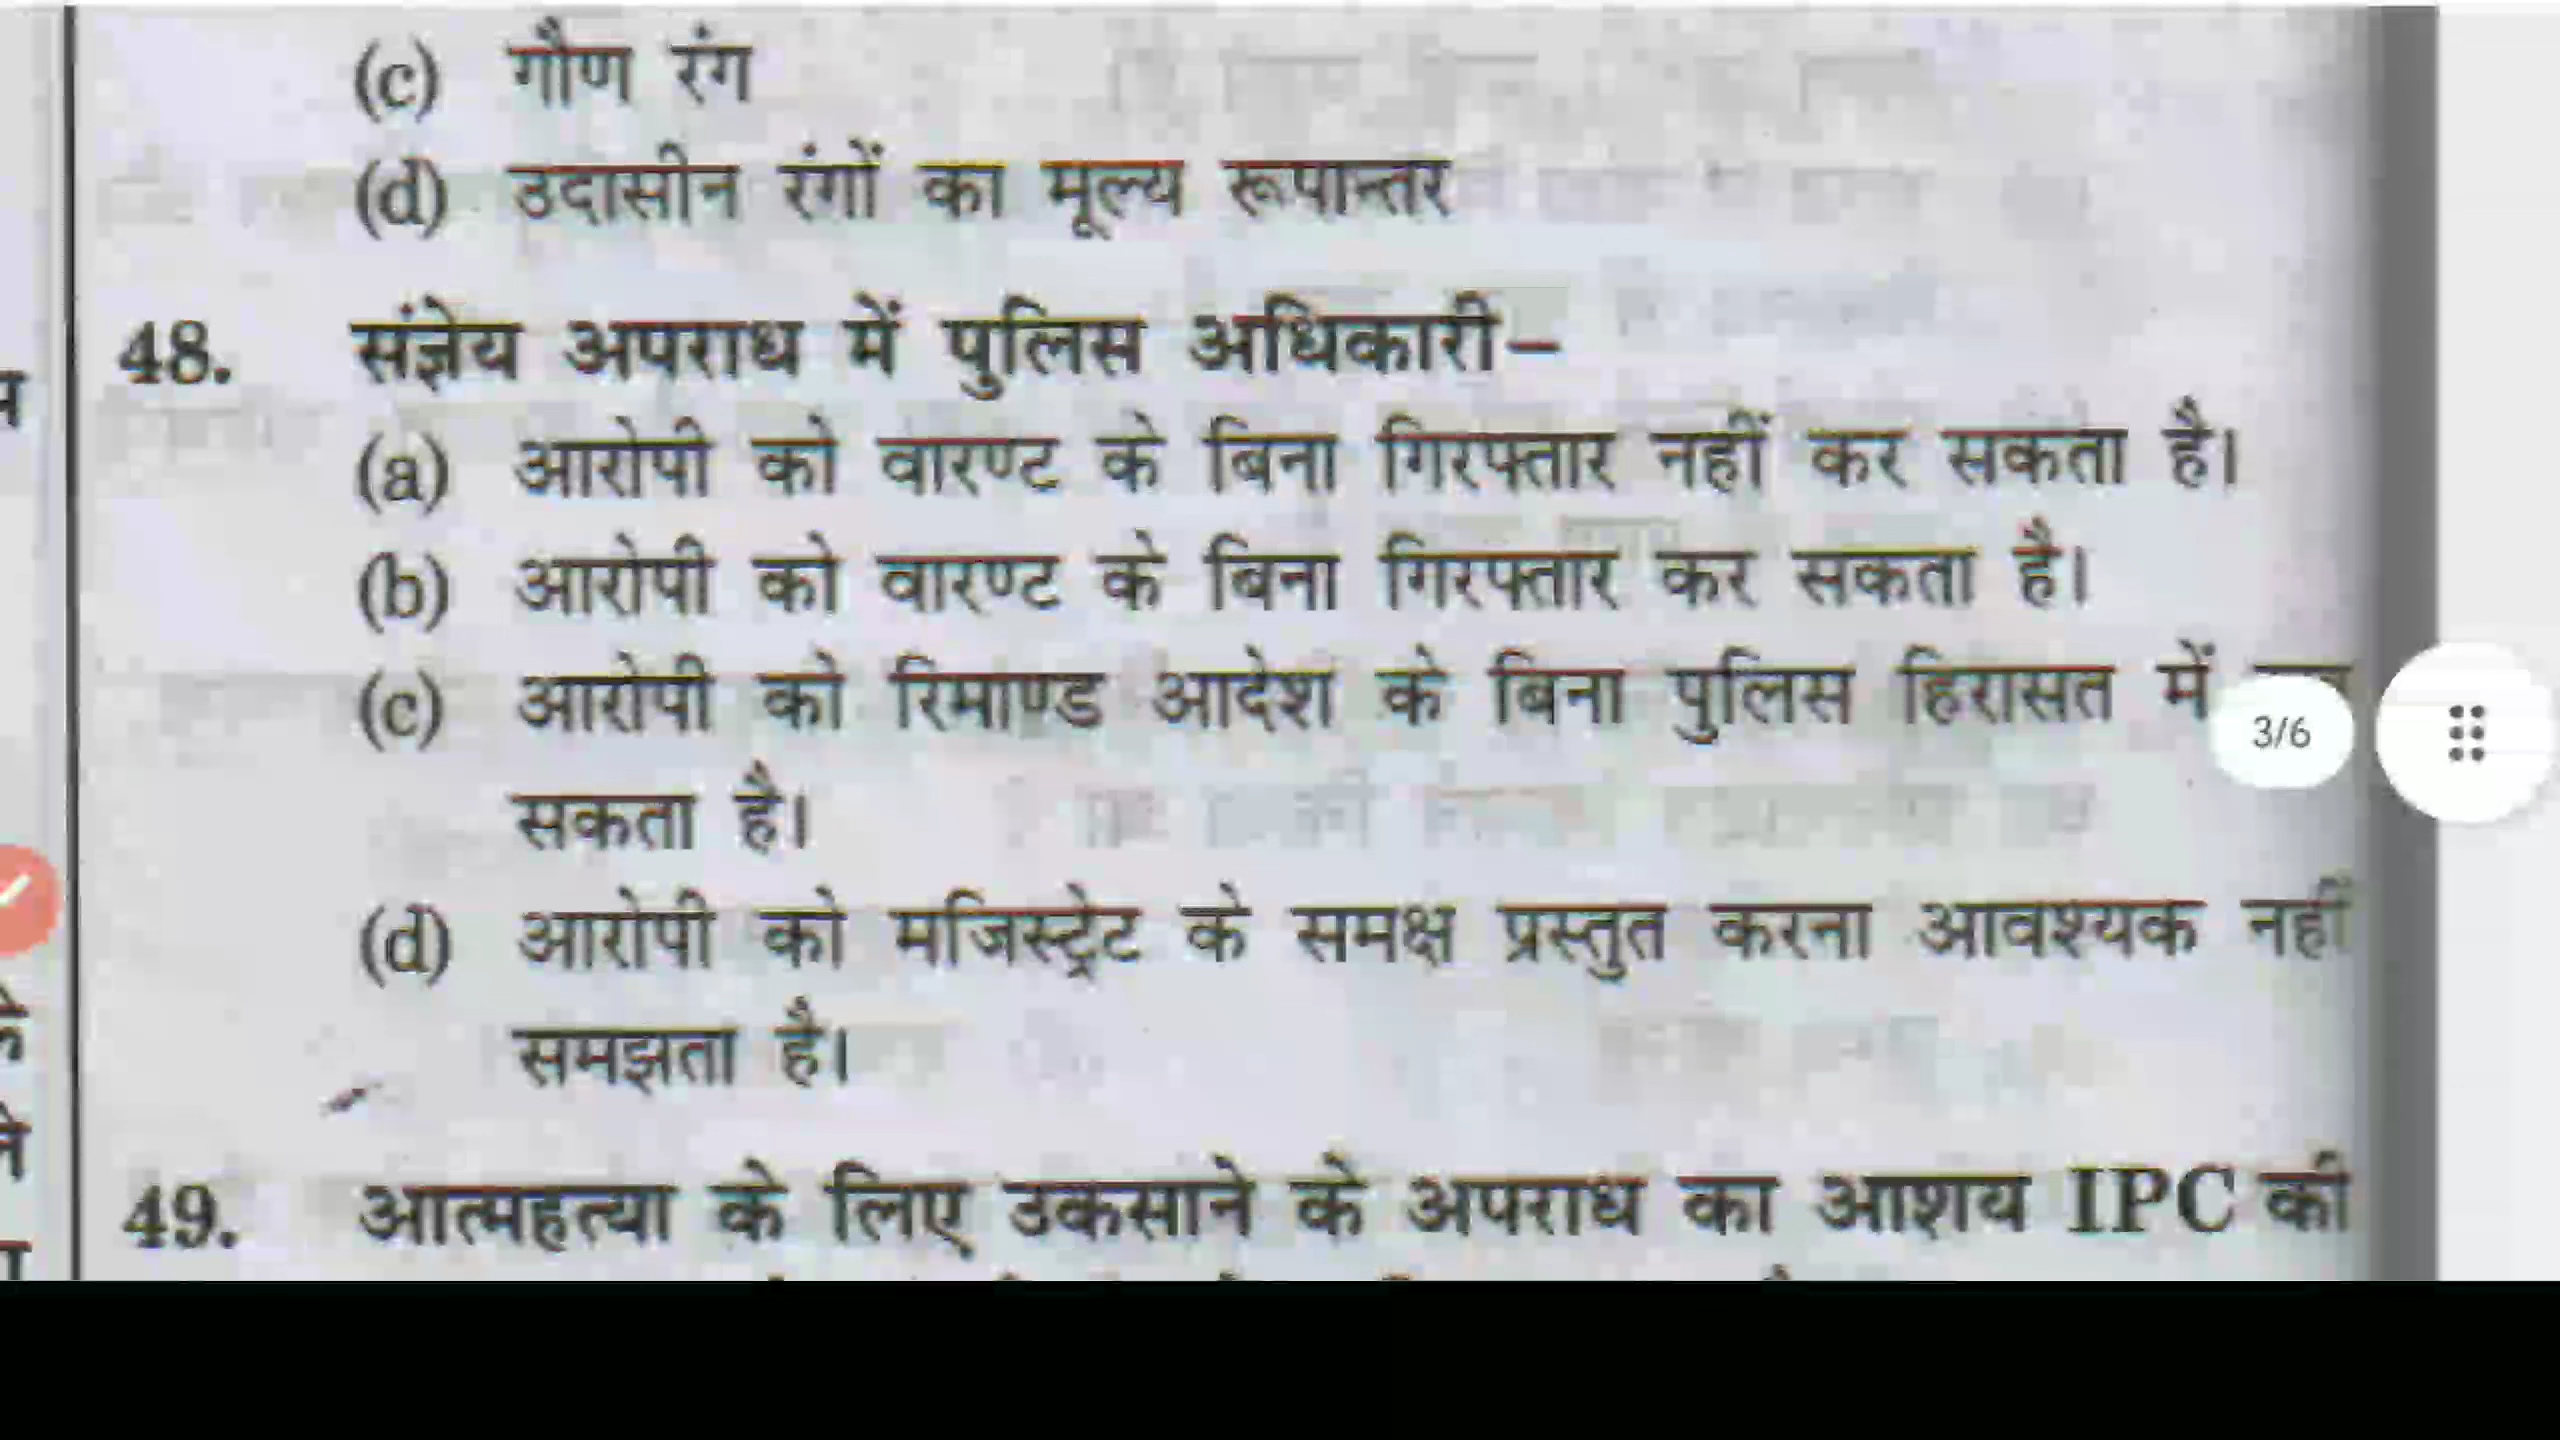 (c) गौण रंग
(d) उदासीन रंगों का मूल्य रूपान्तर
48. संज्ञेय अपराध में पुलिस अधिकारी–
(a) आरोपी को वारण्ट के बिना गिरफ्तार नहीं कर सकता है।
(b) आरोपी को वारण्ट के बिना गिरफ्तार कर सकता है।
(c) आरोपी को रिमाण्ड आदेश के बिना पुलिस हिरासत में
3/6
सकता है।
(d) आरोपी को मजिस्ट्रेट के समक्ष प्रस्तुत करना आवश्यक नहीं
समझता है।
49. आत्महत्या के लिए उकसाने के अपराध का आशय IPC की